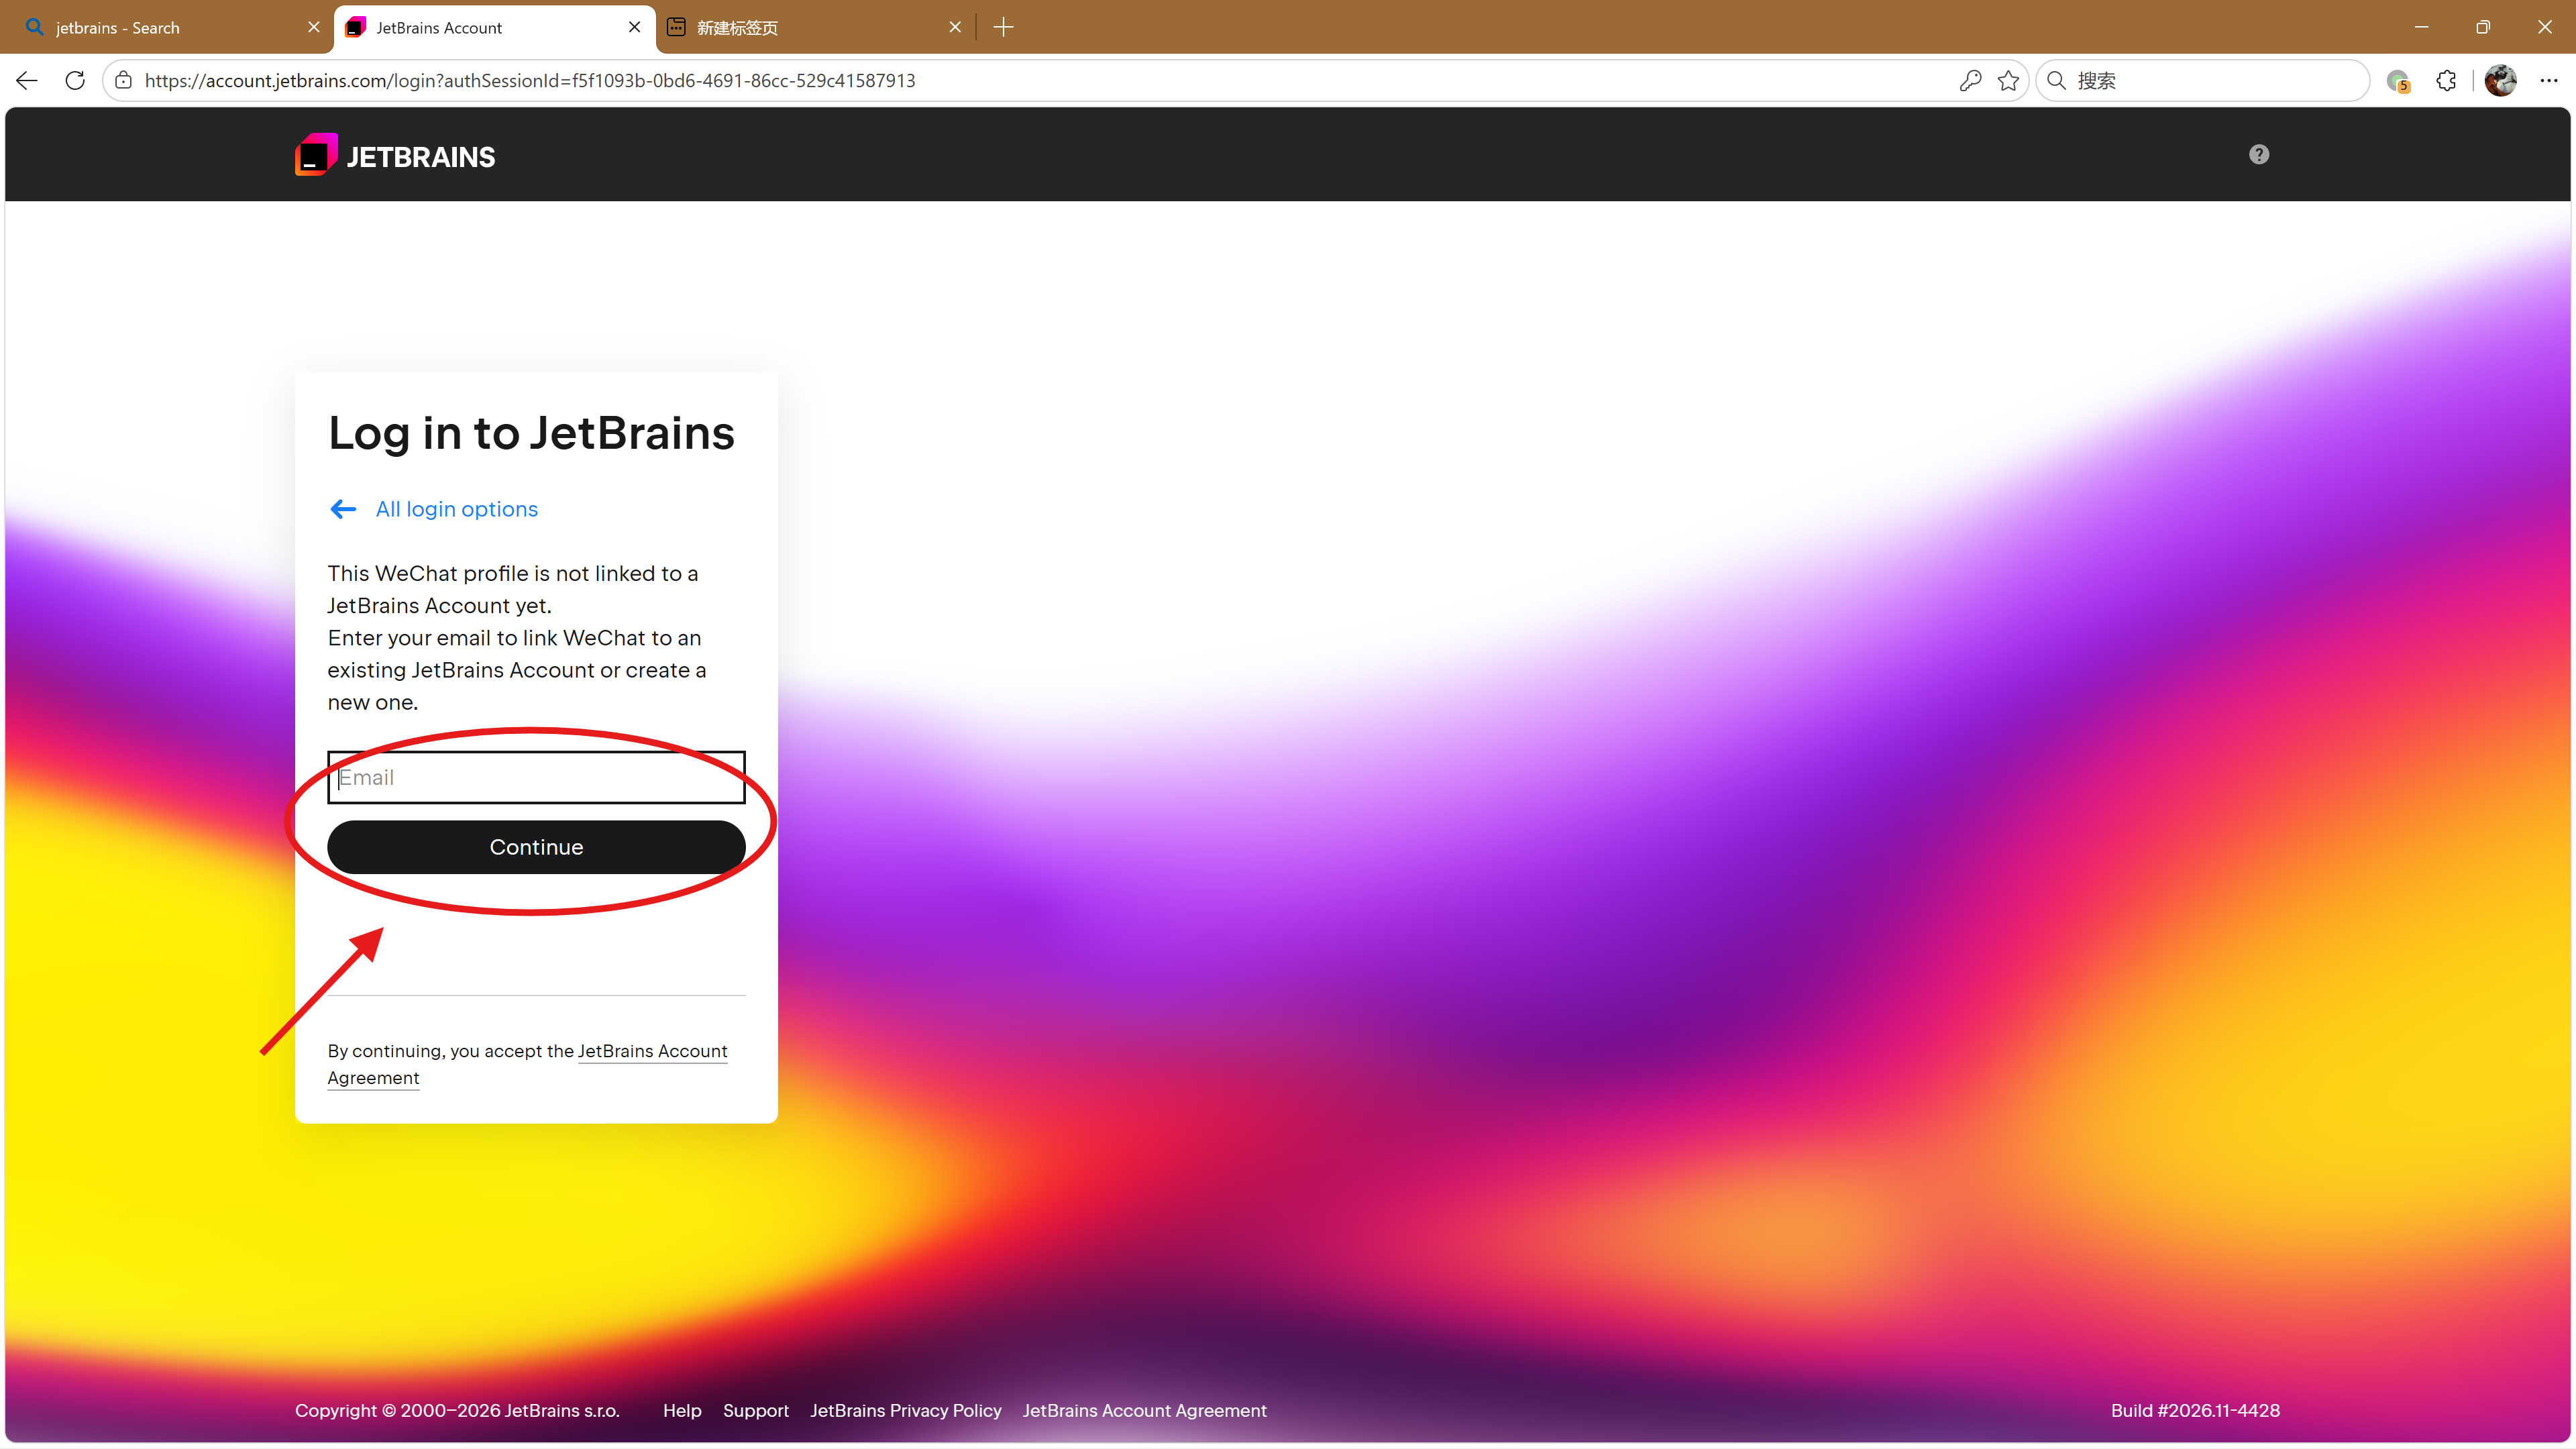 jetbrains - Search
JetBrains Account
新建标签页
https://account.jetbrains.com/login?authSessionId=f5f1093b-0bd6-4691-86cc-529c41587913
搜索
5
JETBRAINS
?
Log in to JetBrains
All login options
This WeChat profile is not linked to a
JetBrains Account yet.
Enter your email to link WeChat to an
existing JetBrains Account or create a
new one.
Email
Continue
By continuing, you accept the JetBrains Account
Agreement
Copyright © 2000–2026 JetBrains s.r.o.
Help
Support
JetBrains Privacy Policy
JetBrains Account Agreement
Build #2026.11-4428